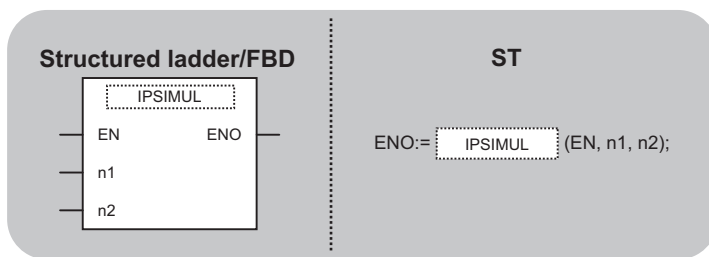 Structured ladder/FBD
IPSIMUL
EN ENO
n1
n2
ST
ENO:= IPSIMUL (EN, n1, n2);